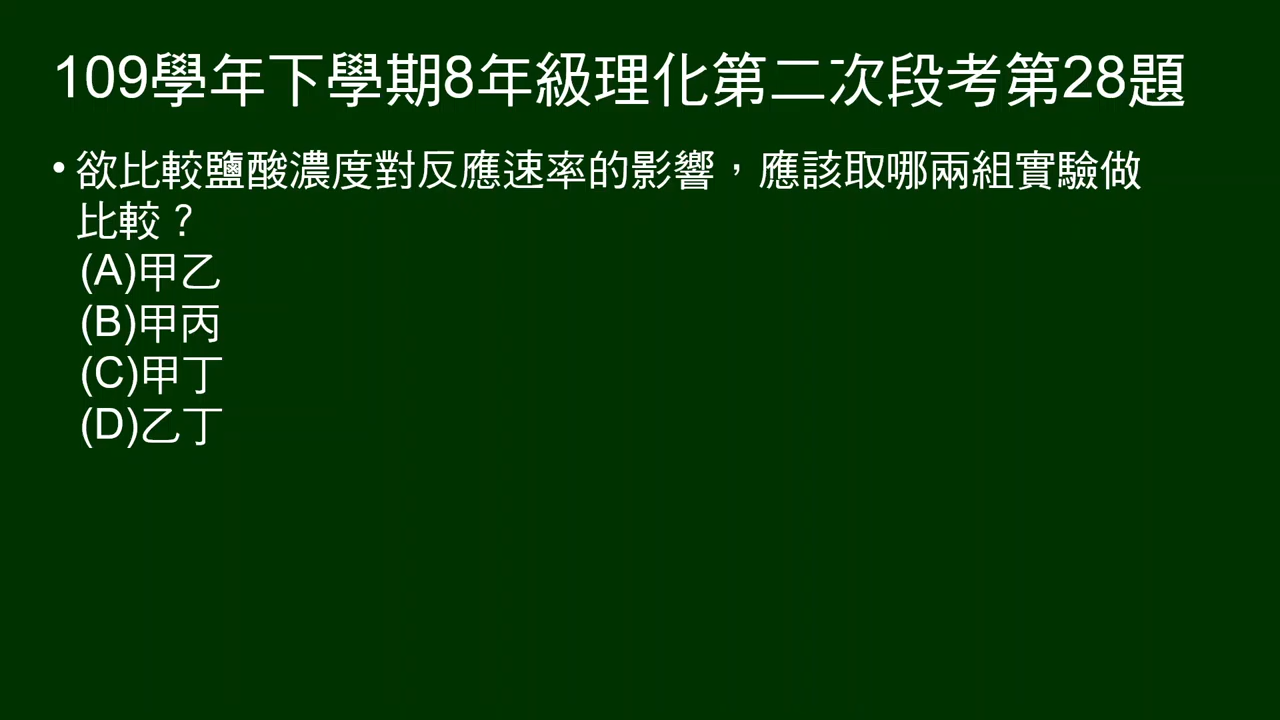 109學年下學期8年級理化第二次段考第28題
• 欲比較鹽酸濃度對反應速率的影響，應該取哪兩組實驗做
比較？
(A)甲乙
(B)甲丙
(C)甲丁
(D)乙丁